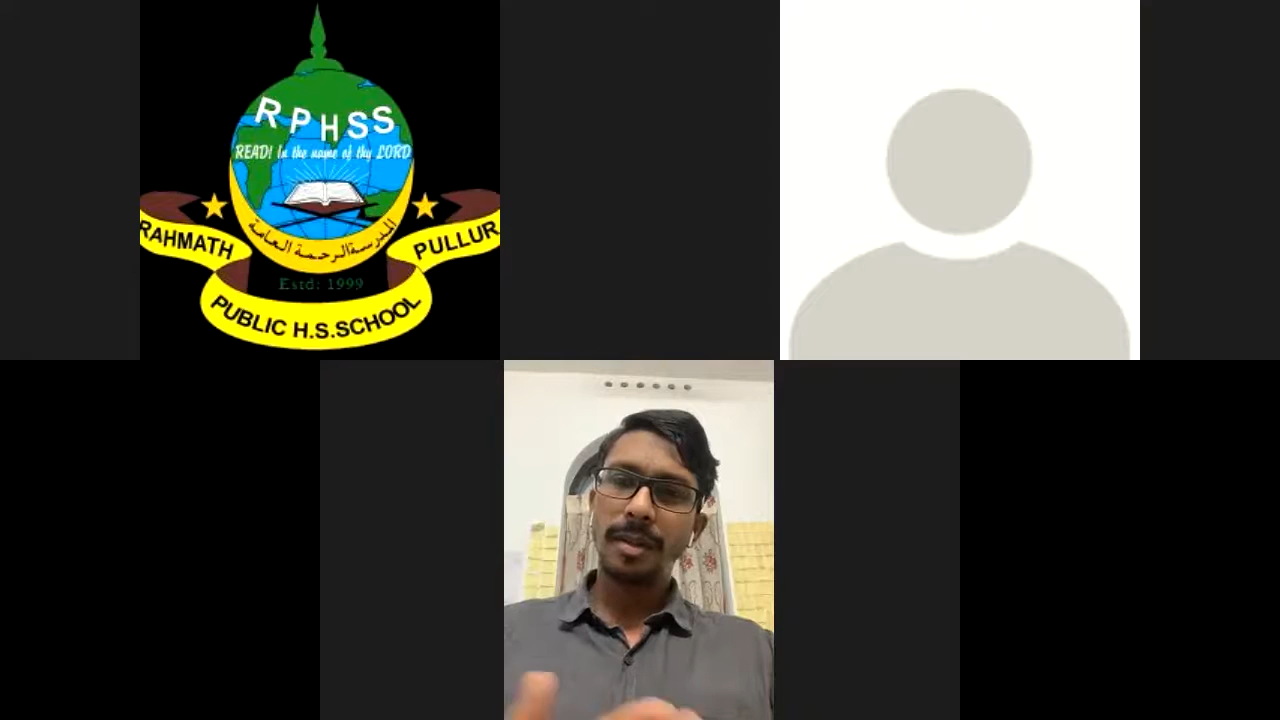 RPHSS
READ! In the name of thy LORD
المدرسة الرحمة العامة
RAHMATH
PULLUR
Estd: 1999
PUBLIC H.S.SCHOOL